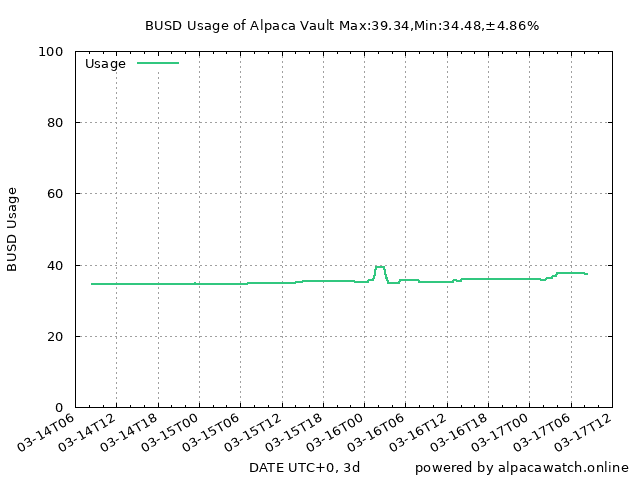 BUSD Usage of Alpaca Vault Max:39.34,Min:34.48,±4.86%
100
Usage
80
60
BUSD Usage
40
20
0
03-14T06
03-14T12
03-14T18
03-15T00
03-15T06
03-15T12
03-15T18
03-16T00
03-16T06
03-16T12
03-16T18
03-17T00
03-17T06
03-17T12
DATE UTC+0, 3d
powered by alpacawatch.online